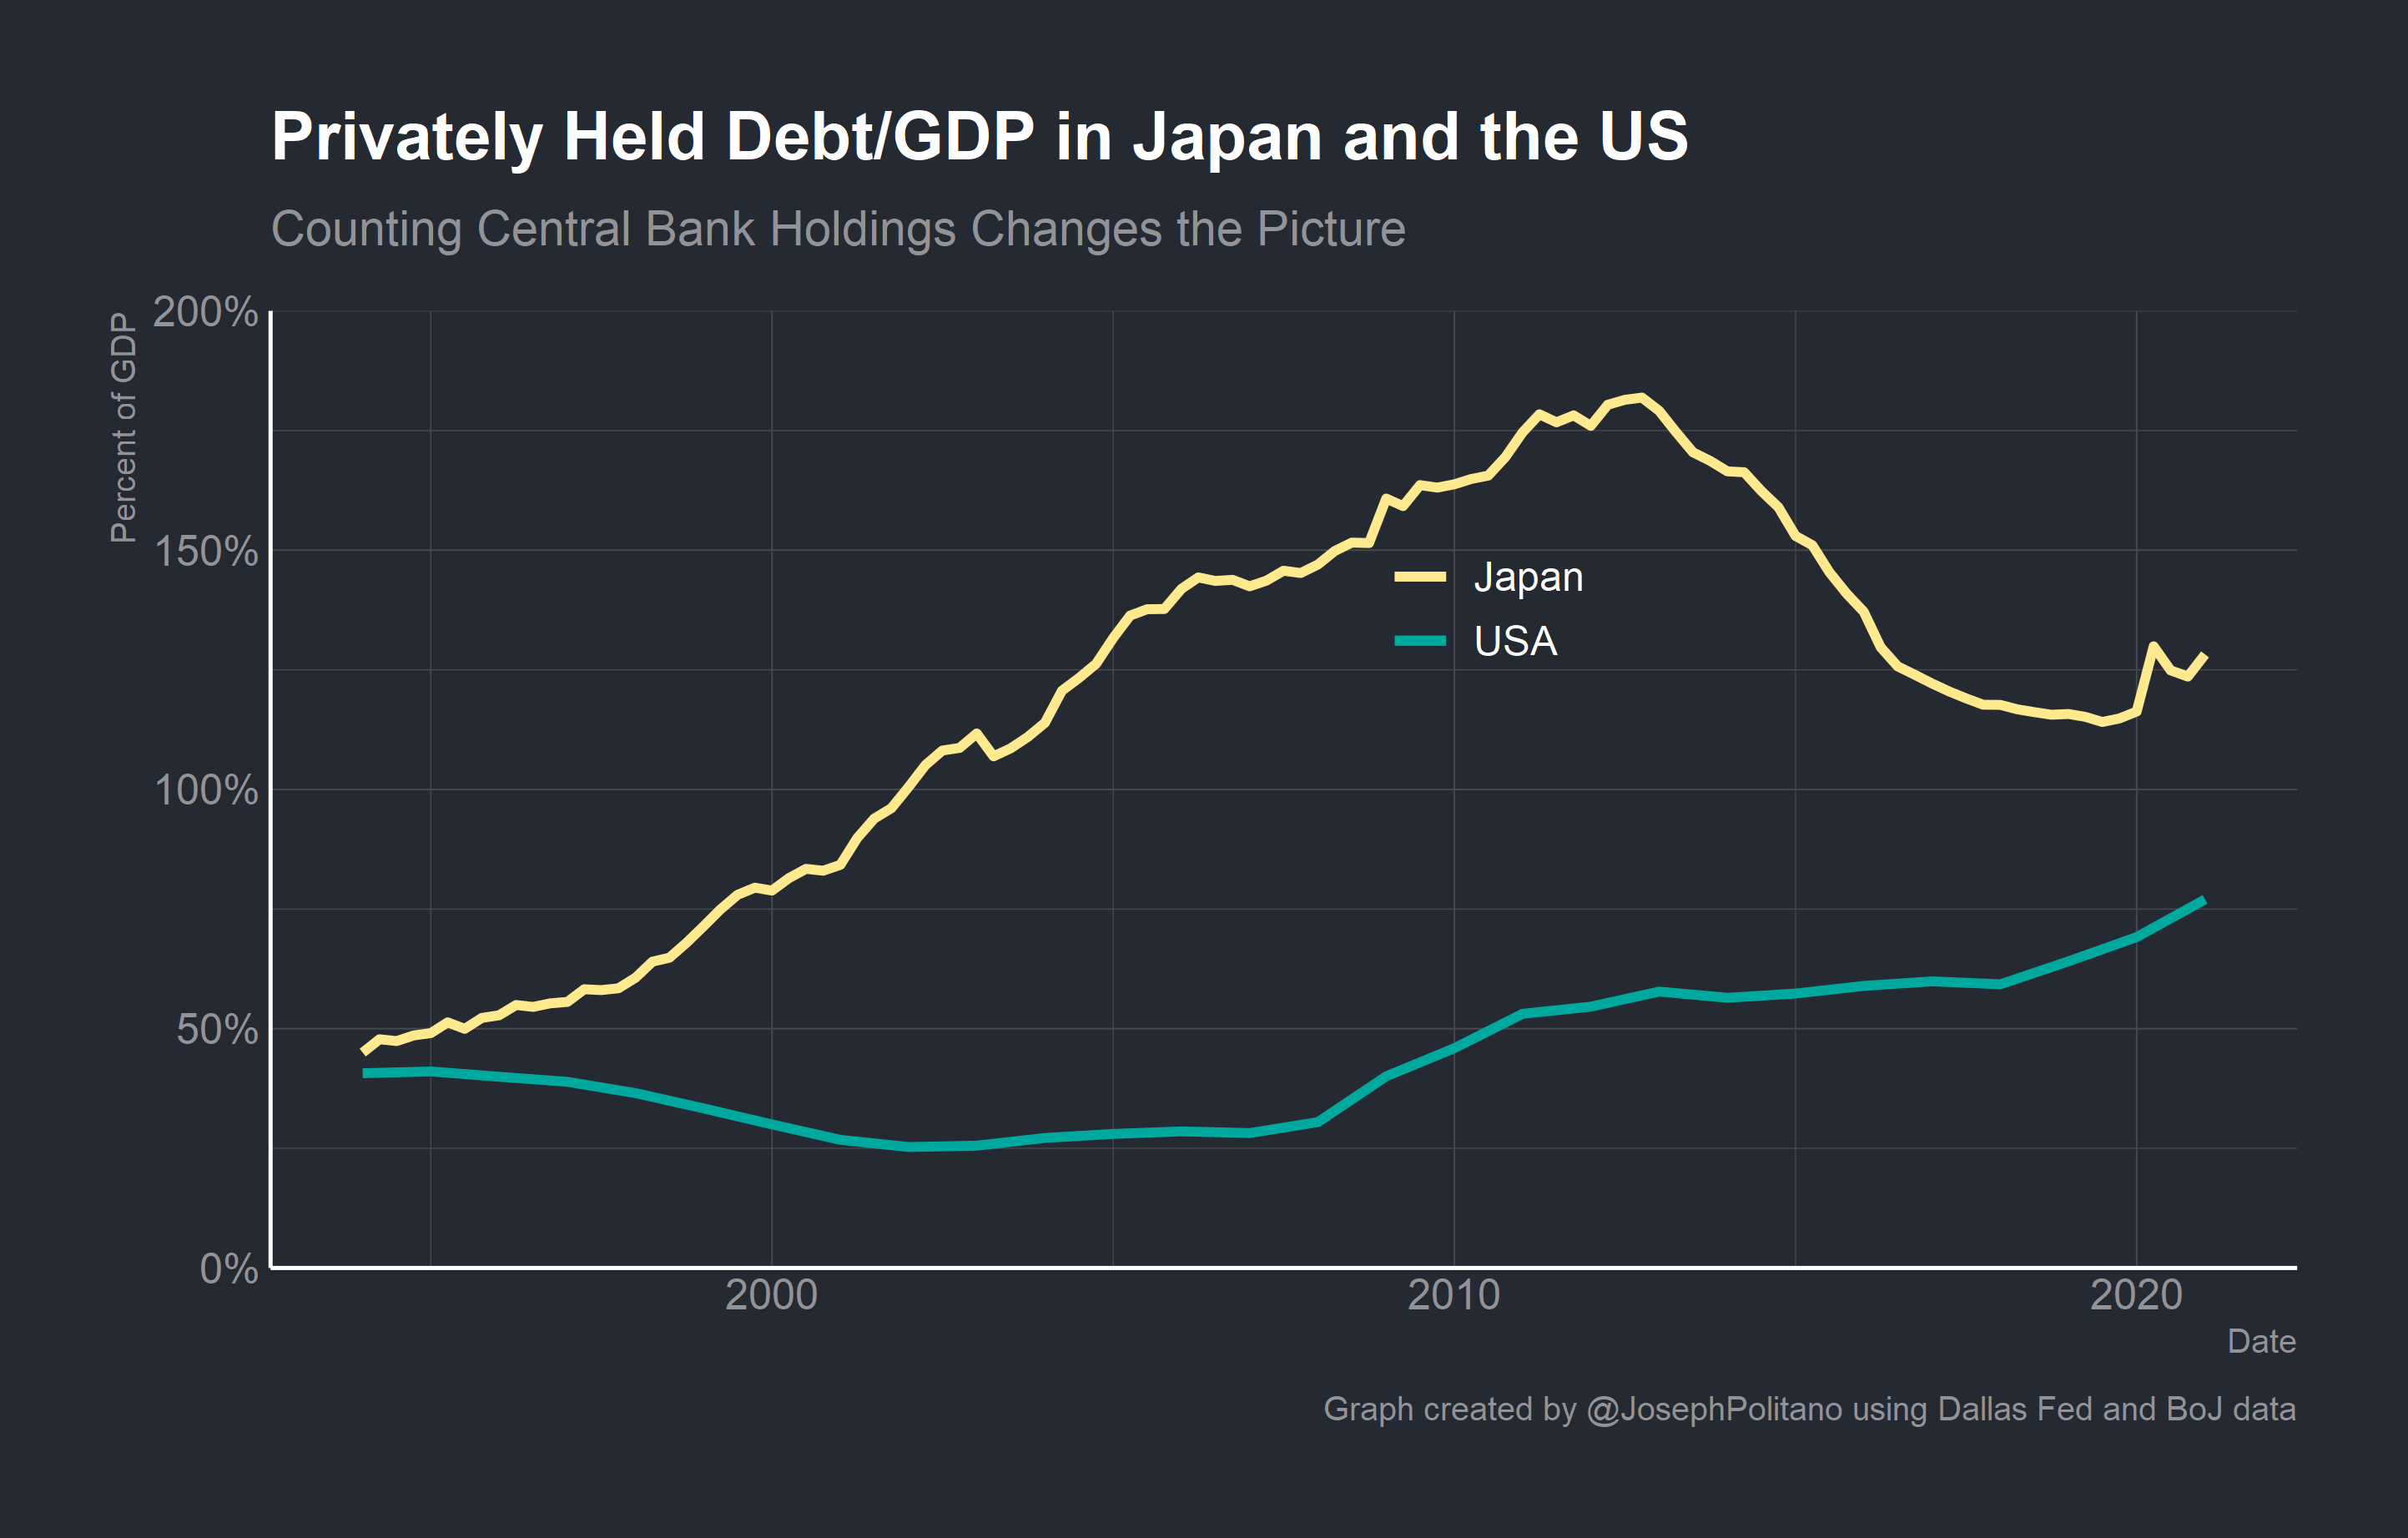 Privately Held Debt/GDP in Japan and the US
Counting Central Bank Holdings Changes the Picture
Percent of GDP
200%
150%
100%
50%
0%
Japan
USA
2000
2010
2020
Date
Graph created by @JosephPolitano using Dallas Fed and BoJ data